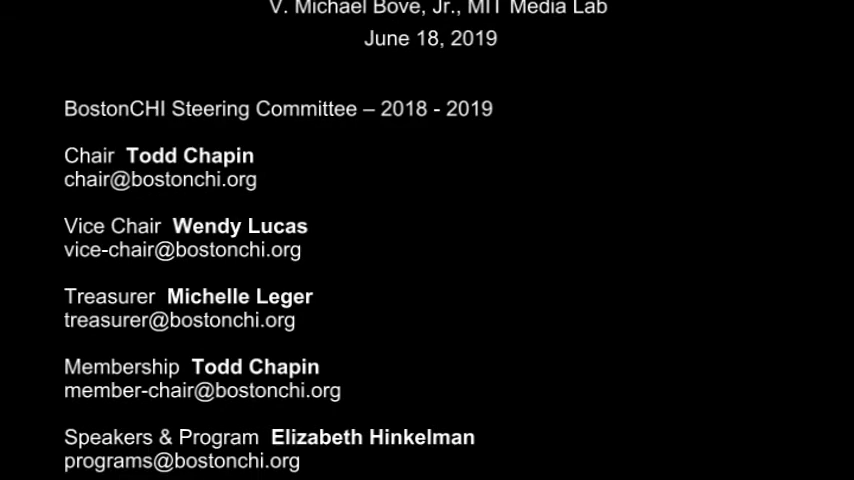 V. Michael Bove, Jr., MIT Media Lab
June 18, 2019
BostonCHI Steering Committee – 2018 - 2019
Chair Todd Chapin
chair@bostonchi.org
Vice Chair Wendy Lucas
vice-chair@bostonchi.org
Treasurer Michelle Leger
treasurer@bostonchi.org
Membership Todd Chapin
member-chair@bostonchi.org
Speakers & Program Elizabeth Hinkelman
programs@bostonchi.org